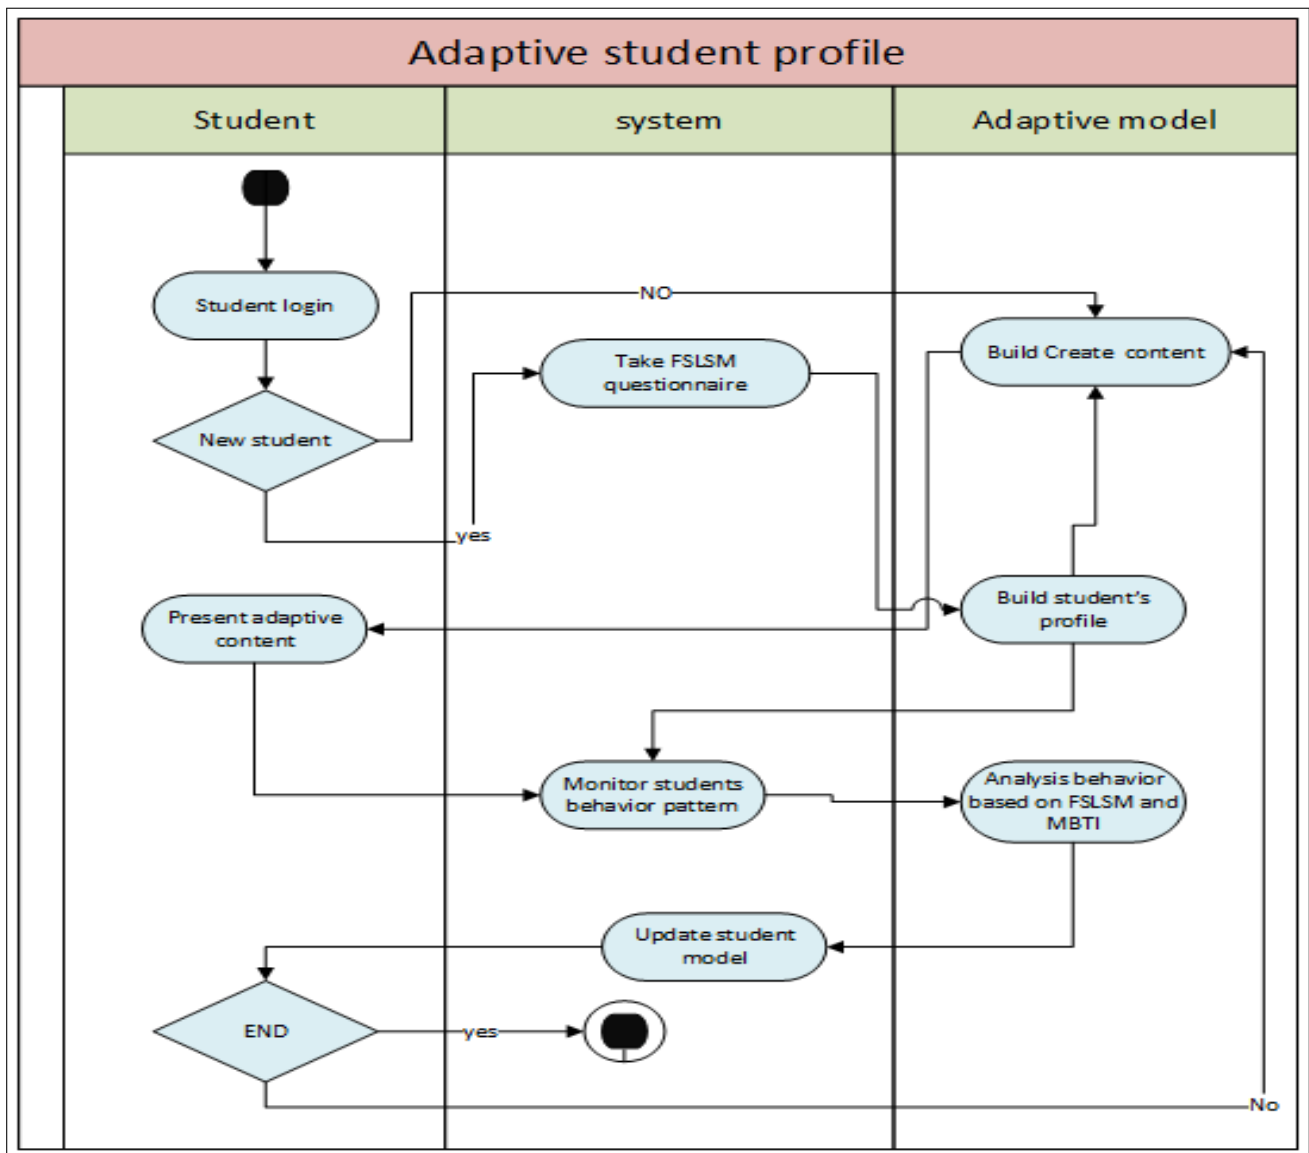 Adaptive student profile
Student
system
Adaptive model
Student login
NO
Take FSLSM
questionnaire
Build Create content
New student
yes
Present adaptive
content
Build student's
profile
Monitor students
behavior pattern
Analysis behavior
based on FSLSM and
MBTI
Update student
model
END
yes
No